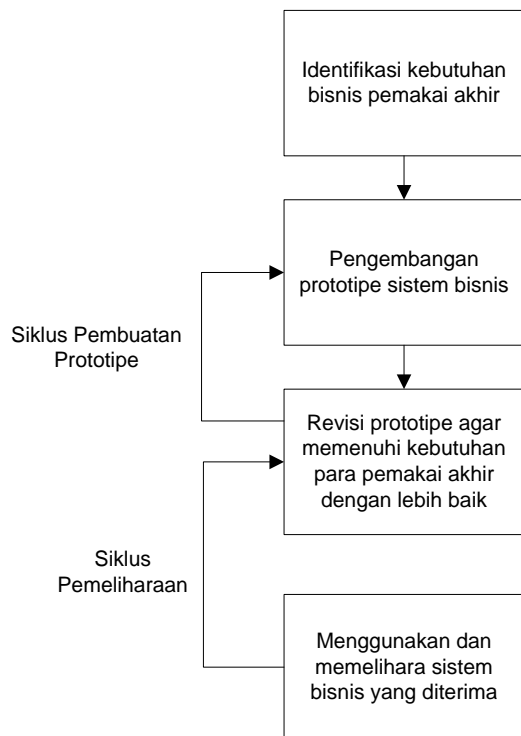 Identifikasi kebutuhan
bisnis pemakai akhir
Pengembangan
prototipe sistem bisnis
Siklus Pembuatan
Prototipe
Revisi prototipe agar
memenuhi kebutuhan
para pemakai akhir
dengan lebih baik
Siklus
Pemeliharaan
Menggunakan dan
memelihara sistem
bisnis yang diterima